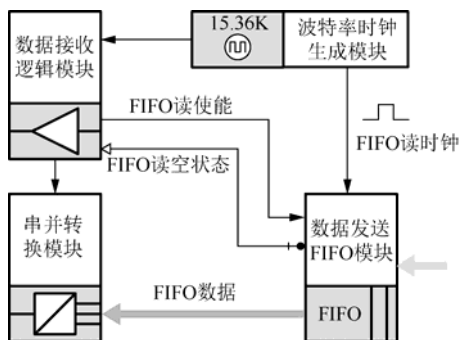 数据接收
逻辑模块
15.36K
波特率时钟
生成模块
FIFO读使能
FIFO读时钟
FIFO读空状态
串并转
换模块
数据发送
FIFO模块
FIFO数据
FIFO